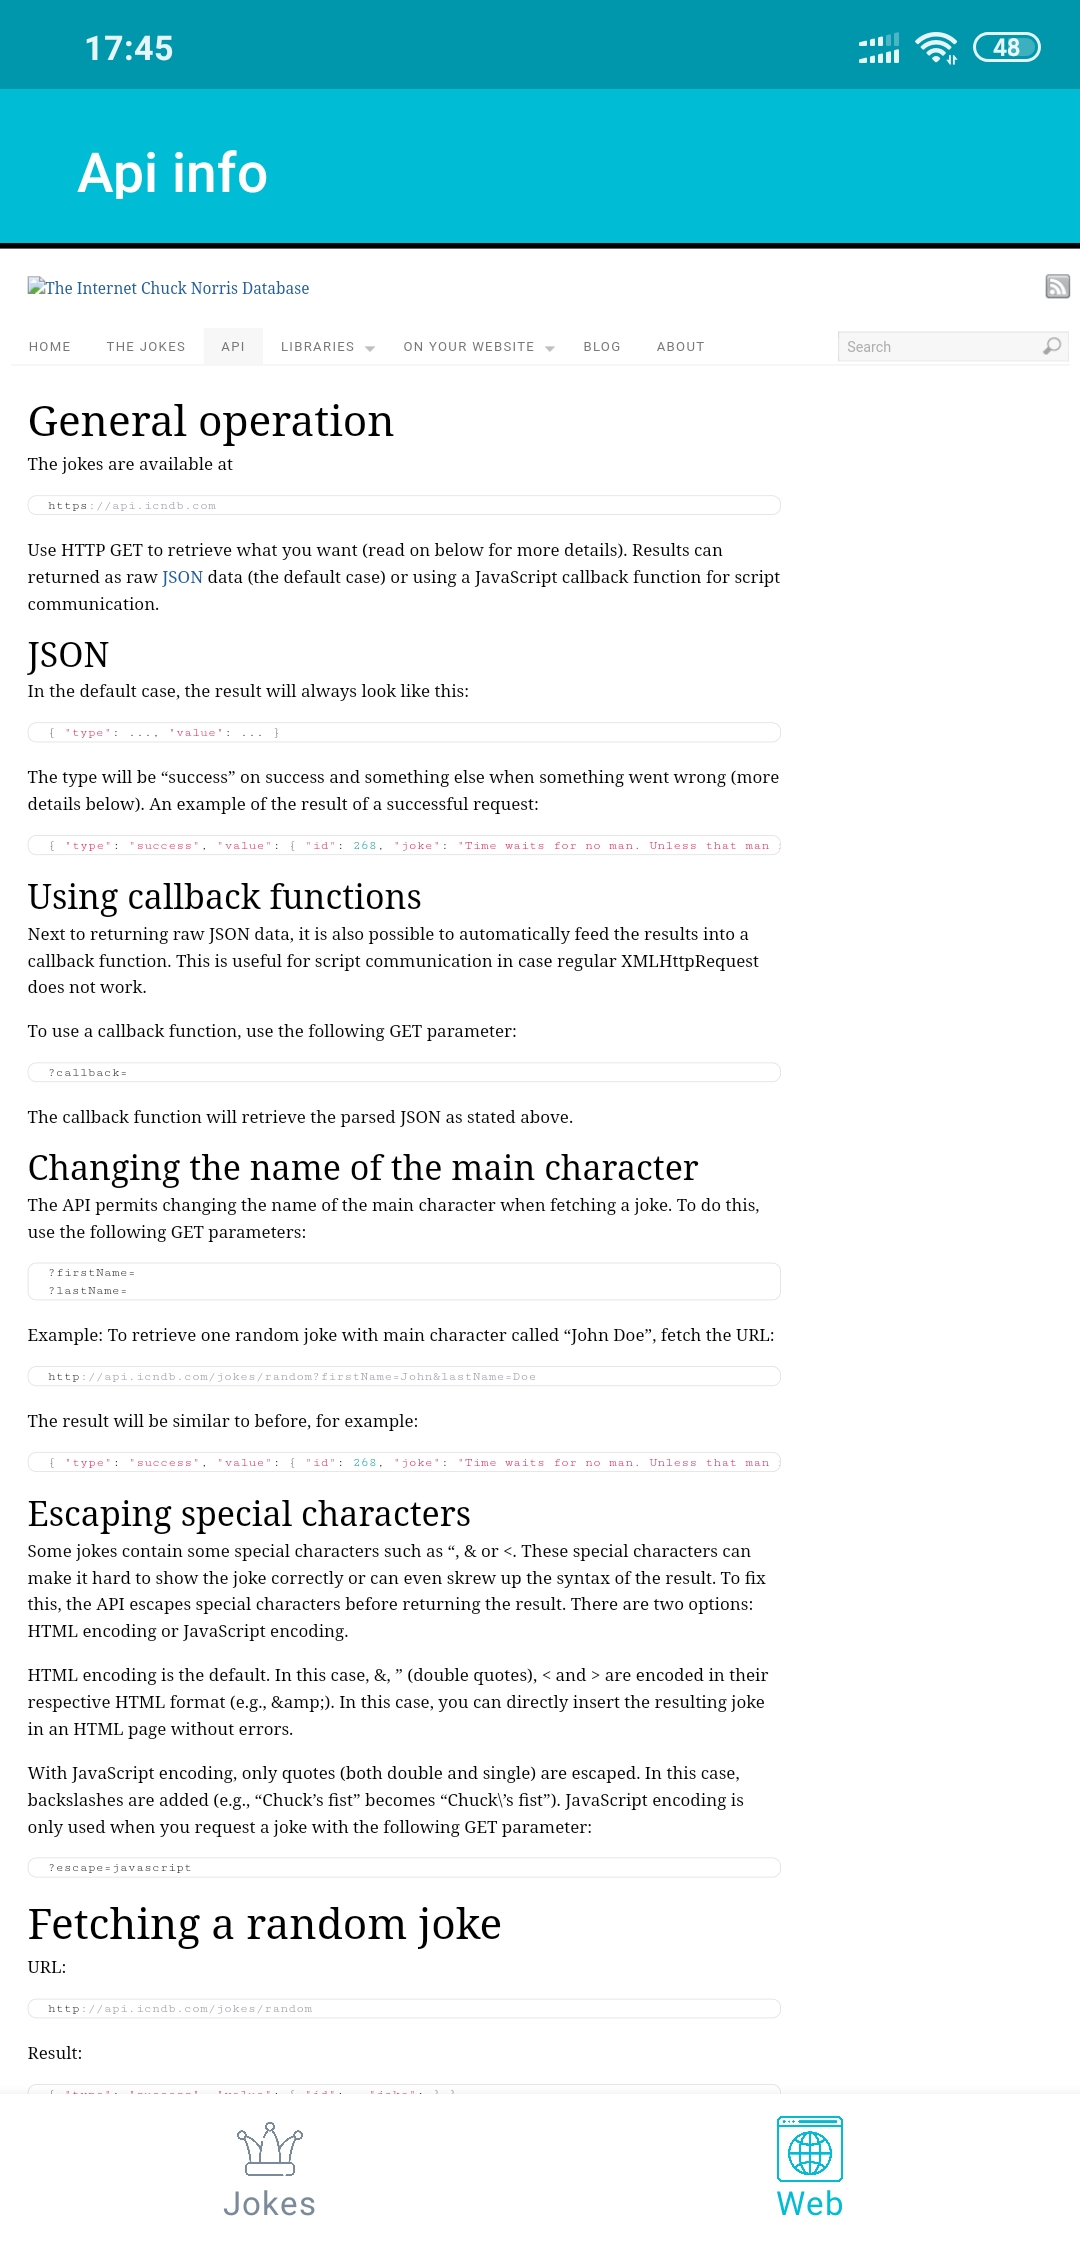 17:45
48
Api info
The Internet Chuck Norris Database
HOME THE JOKES API LIBRARIES ON YOUR WEBSITE BLOG ABOUT Search
General operation
The jokes are available at
https://api.icndb.com
Use HTTP GET to retrieve what you want (read on below for more details). Results can
returned as raw JSON data (the default case) or using a JavaScript callback function for script
communication.
JSON
In the default case, the result will always look like this:
{ "type": ..., "value": ... }
The type will be “success” on success and something else when something went wrong (more
details below). An example of the result of a successful request:
{ "type": "success", "value": { "id": 268, "joke": "Time waits for no man. Unless that man
Using callback functions
Next to returning raw JSON data, it is also possible to automatically feed the results into a
callback function. This is useful for script communication in case regular XMLHttpRequest
does not work.
To use a callback function, use the following GET parameter:
?callback=
The callback function will retrieve the parsed JSON as stated above.
Changing the name of the main character
The API permits changing the name of the main character when fetching a joke. To do this,
use the following GET parameters:
?firstName=
?lastName=
Example: To retrieve one random joke with main character called “John Doe”, fetch the URL:
http://api.icndb.com/jokes/random?firstName=John&lastName=Doe
The result will be similar to before, for example:
{ "type": "success", "value": { "id": 268, "joke": "Time waits for no man. Unless that man
Escaping special characters
Some jokes contain some special characters such as “, & or <. These special characters can
make it hard to show the joke correctly or can even skrew up the syntax of the result. To fix
this, the API escapes special characters before returning the result. There are two options:
HTML encoding or JavaScript encoding.
HTML encoding is the default. In this case, &, ” (double quotes), < and > are encoded in their
respective HTML format (e.g., &amp;). In this case, you can directly insert the resulting joke
in an HTML page without errors.
With JavaScript encoding, only quotes (both double and single) are escaped. In this case,
backslashes are added (e.g., “Chuck’s fist” becomes “Chuck\’s fist”). JavaScript encoding is
only used when you request a joke with the following GET parameter:
?escape=javascript
Fetching a random joke
URL:
http://api.icndb.com/jokes/random
Result:
Jokes Web